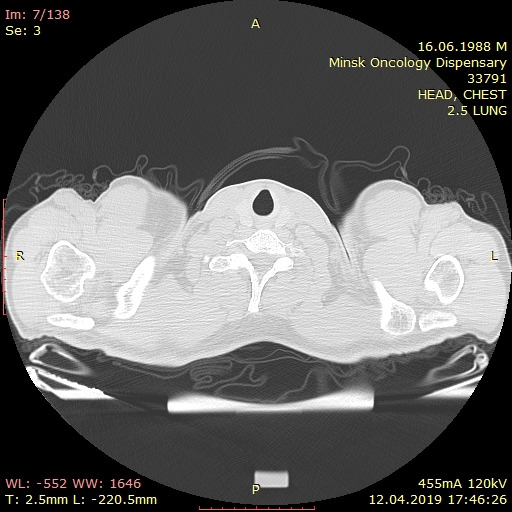 Im: 7/138
Se: 3
A
16.06.1988 M
Minsk Oncology Dispensary
33791
HEAD, CHEST
2.5 LUNG
R
L
WL: -552 WW: 1646
T: 2.5mm L: -220.5mm
P
455mA 120kV
12.04.2019 17:46:26